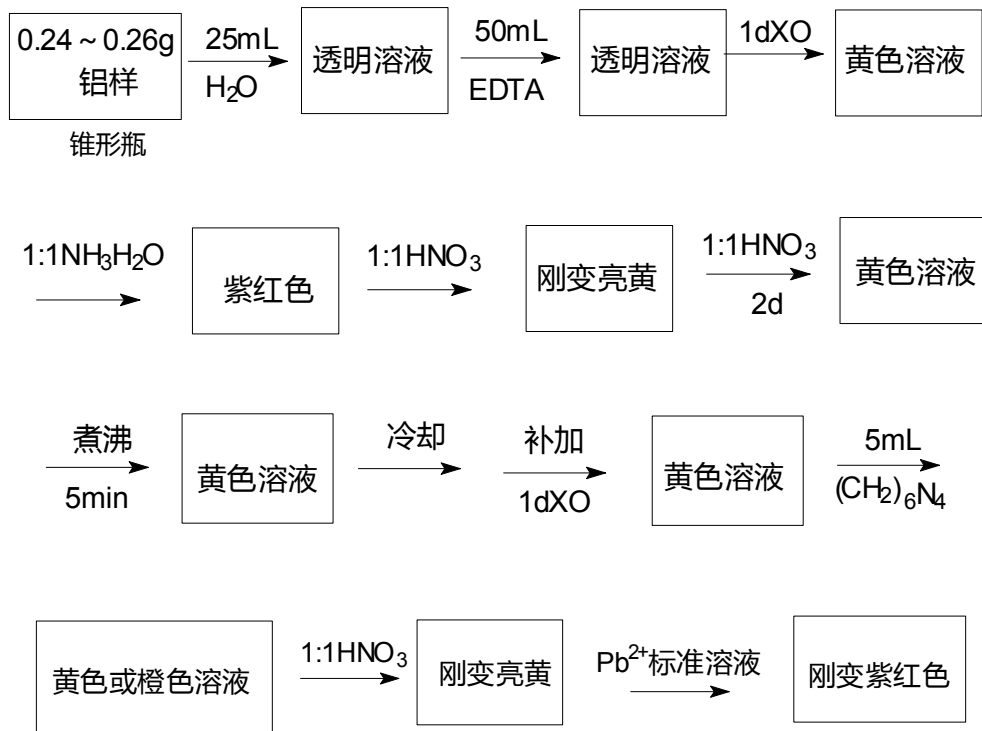 0.24 ~ 0.26g
铝样
锥形瓶
25mL
H₂O
透明溶液
50mL
EDTA
透明溶液
1dXO
黄色溶液
1:1NH₃H₂O
紫红色
1:1HNO₃
刚变亮黄
1:1HNO₃
2d
黄色溶液
煮沸
5min
黄色溶液
冷却
补加
1dXO
黄色溶液
5mL
(CH₂)₆N₄
黄色或橙色溶液
1:1HNO₃
刚变亮黄
Pb²⁺标准溶液
刚变紫红色